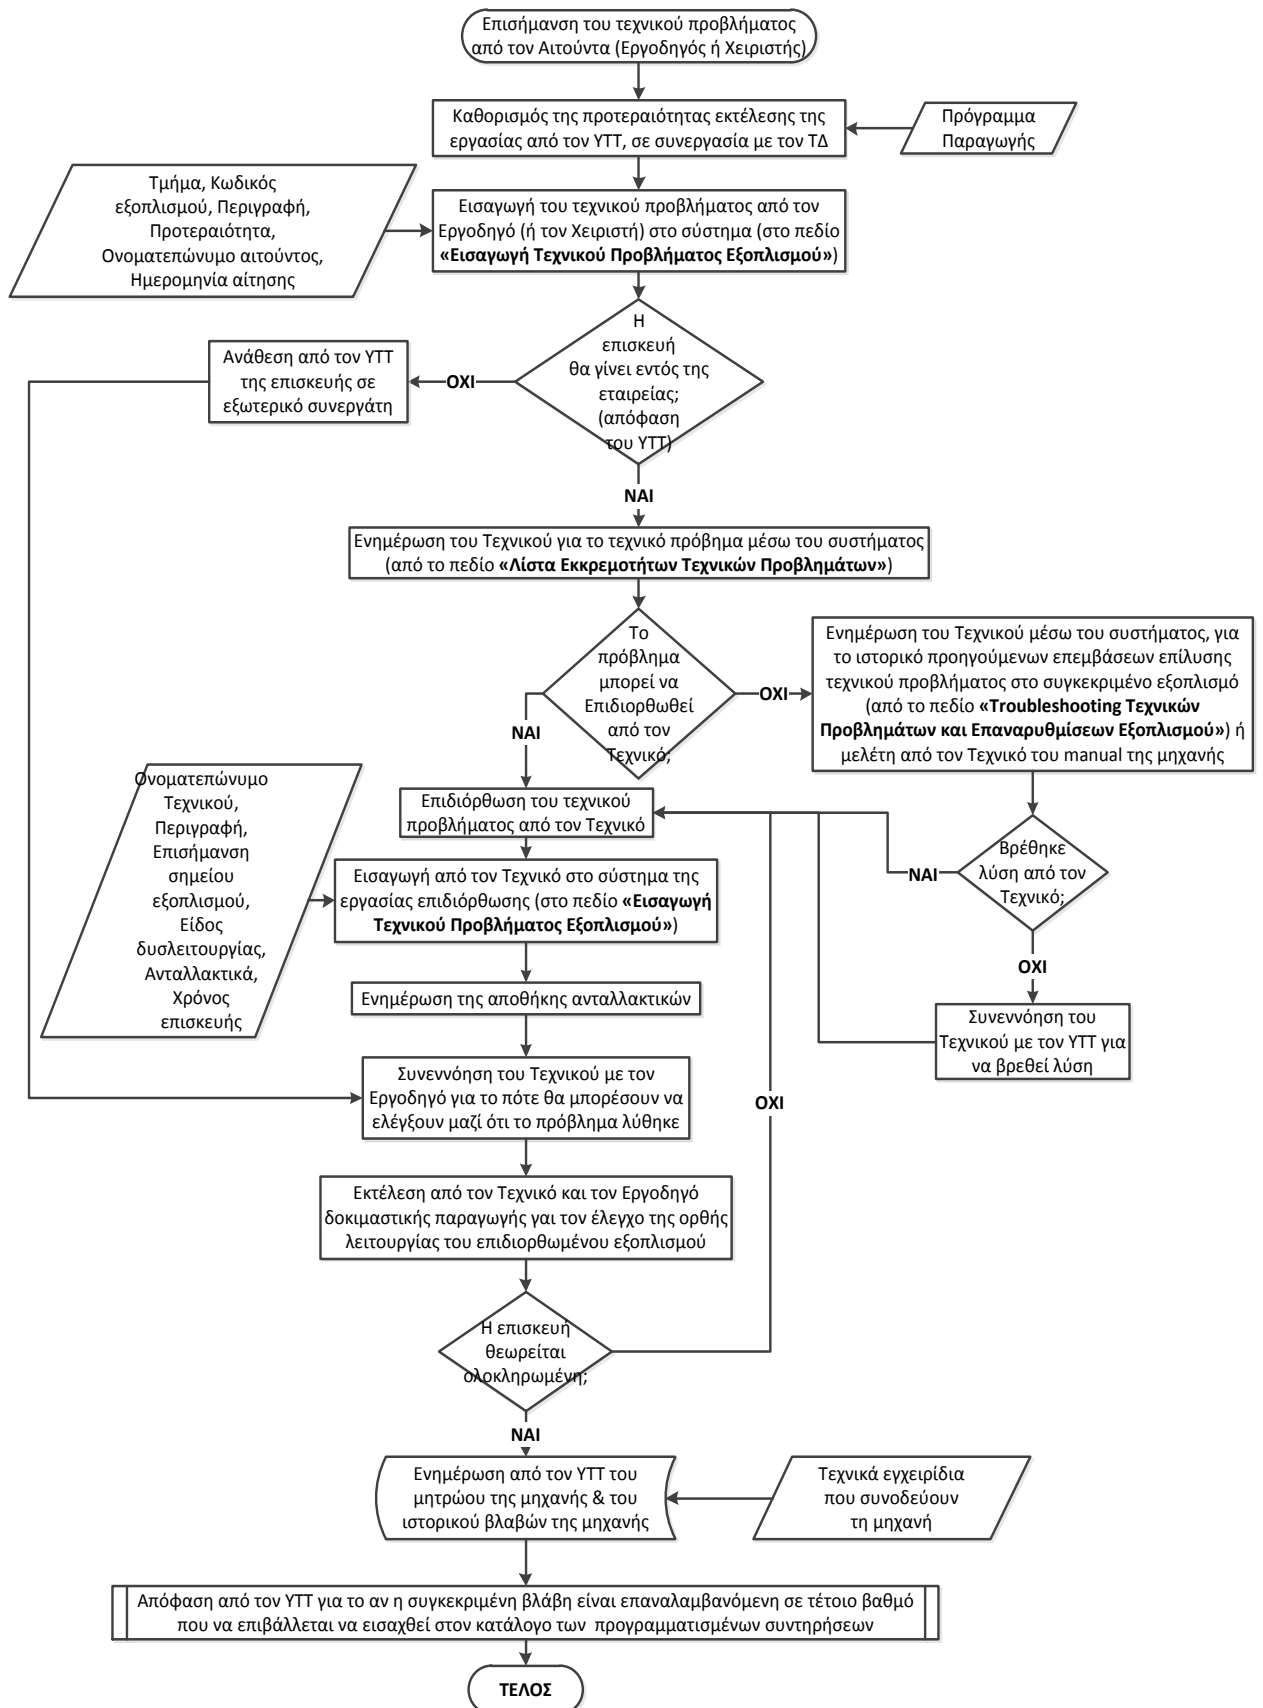 Επισήμανση του τεχνικού προβλήματος
από τον Αιτούντα (Εργοδηγός ή Χειριστής)
Καθορισμός της προτεραιότητας εκτέλεσης της
εργασίας από τον ΥΤΤ, σε συνεργασία με τον ΤΔ
Πρόγραμμα
Παραγωγής
Τμήμα, Κωδικός
εξοπλισμού, Περιγραφή,
Προτεραιότητα,
Ονοματεπώνυμο αιτούντος,
Ημερομηνία αίτησης
Εισαγωγή του τεχνικού προβλήματος από τον
Εργοδηγό (ή τον Χειριστή) στο σύστημα (στο πεδίο
«Εισαγωγή Τεχνικού Προβλήματος Εξοπλισμού»)
Η
επισκευή
θα γίνει εντός της
εταιρείας;
(απόφαση
του ΥΤΤ)
ΟΧΙ
Ανάθεση από τον ΥΤΤ
της επισκευής σε
εξωτερικό συνεργάτη
ΝΑΙ
Ενημέρωση του Τεχνικού για το τεχνικό πρόβημα μέσω του συστήματος
(από το πεδίο «Λίστα Εκκρεμοτήτων Τεχνικών Προβλημάτων»)
Το
πρόβλημα
μπορεί να
Επιδιορθωθεί
από τον
Τεχνικό;
ΟΧΙ
Ενημέρωση του Τεχνικού μέσω του συστήματος, για
το ιστορικό προηγούμενων επεμβάσεων επίλυσης
τεχνικού προβλήματος στο συγκεκριμένο εξοπλισμό
(από το πεδίο «Troubleshooting Τεχνικών
Προβλημάτων και Επαναρυθμίσεων Εξοπλισμού») ή
μελέτη από τον Τεχνικό του manual της μηχανής
ΝΑΙ
Επιδιόρθωση του τεχνικού
προβλήματος από τον Τεχνικό
Βρέθηκε
λύση από τον
Τεχνικό;
ΝΑΙ
ΟΧΙ
Συνεννόηση του
Τεχνικού με τον ΥΤΤ για
να βρεθεί λύση
Ονοματεπώνυμο
Τεχνικού,
Περιγραφή,
Επισήμανση
σημείου
εξοπλισμού,
Είδος
δυσλειτουργίας,
Ανταλλακτικά,
Χρόνος
επισκευής
Εισαγωγή από τον Τεχνικό στο σύστημα της
εργασίας επιδιόρθωσης (στο πεδίο «Εισαγωγή
Τεχνικού Προβλήματος Εξοπλισμού»)
Ενημέρωση της αποθήκης ανταλλακτικών
Συνεννόηση του Τεχνικού με τον
Εργοδηγό για το πότε θα μπορέσουν να
ελέγξουν μαζί ότι το πρόβλημα λύθηκε
ΟΧΙ
Εκτέλεση από τον Τεχνικό και τον Εργοδηγό
δοκιμαστικής παραγωγής γαι τον έλεγχο της ορθής
λειτουργίας του επιδιορθωμένου εξοπλισμού
Η επισκευή
θεωρείται
ολοκληρωμένη;
ΝΑΙ
Ενημέρωση από τον ΥΤΤ του
μητρώου της μηχανής & του
ιστορικού βλαβών της μηχανής
Τεχνικά εγχειρίδια
που συνοδεύουν
τη μηχανή
Απόφαση από τον ΥΤΤ για το αν η συγκεκριμένη βλάβη είναι επαναλαμβανόμενη σε τέτοιο βαθμό
που να επιβάλλεται να εισαχθεί στον κατάλογο των προγραμματισμένων συντηρήσεων
ΤΕΛΟΣ